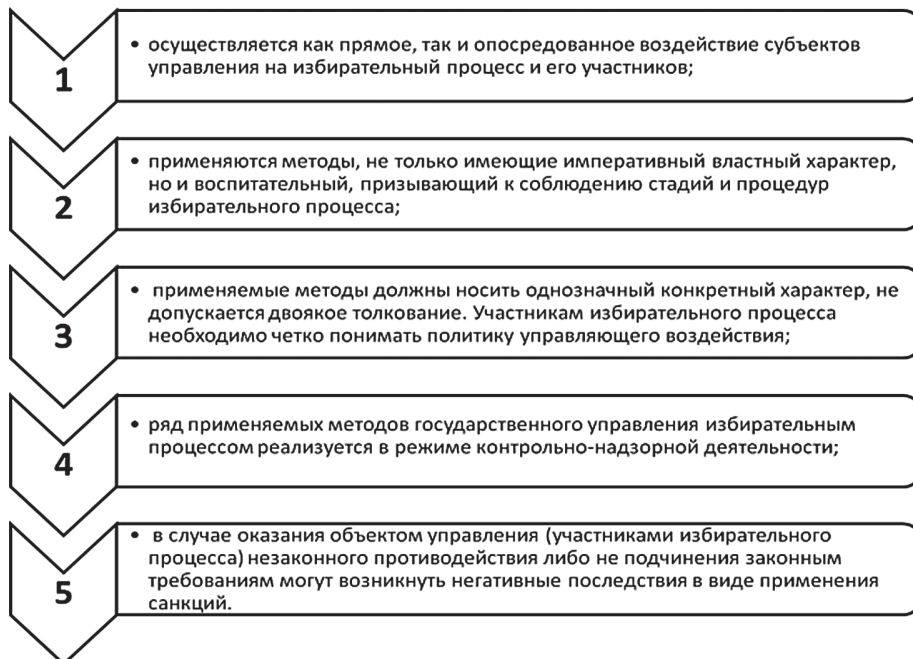 1
• осуществляется как прямое, так и опосредованное воздействие субъектов
управления на избирательный процесс и его участников;
2
• применяются методы, не только имеющие императивный властный характер,
но и воспитательный, призывающий к соблюдению стадий и процедур
избирательного процесса;
3
• применяемые методы должны носить однозначный конкретный характер, не
допускается двоякое толкование. Участникам избирательного процесса
необходимо четко понимать политику управляющего воздействия;
4
• ряд применяемых методов государственного управления избирательным
процессом реализуется в режиме контрольно-надзорной деятельности;
5
• в случае оказания объектом управления (участниками избирательного
процесса) незаконного противодействия либо не подчинения законным
требованиям могут возникнуть негативные последствия в виде применения
санкций.